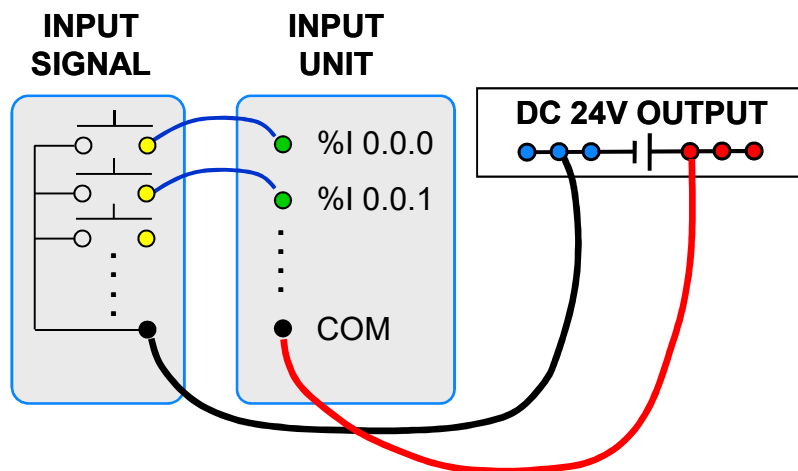 INPUT
SIGNAL
INPUT
UNIT
DC 24V OUTPUT
%I 0.0.0
%I 0.0.1
COM